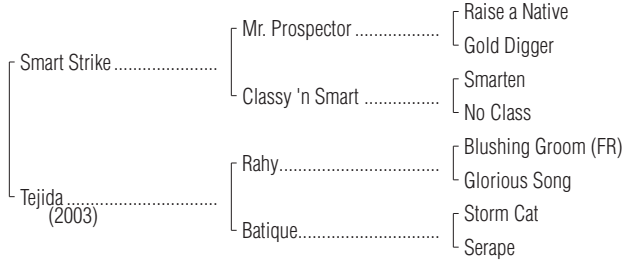 Raise a Native
Mr. Prospector ..................
Gold Digger
Smart Strike ......................
Smarten
Classy 'n Smart ................
No Class
Blushing Groom (FR)
Rahy.................................
Glorious Song
Tejida ...............................
(2003)
Storm Cat
Batique.............................
Serape